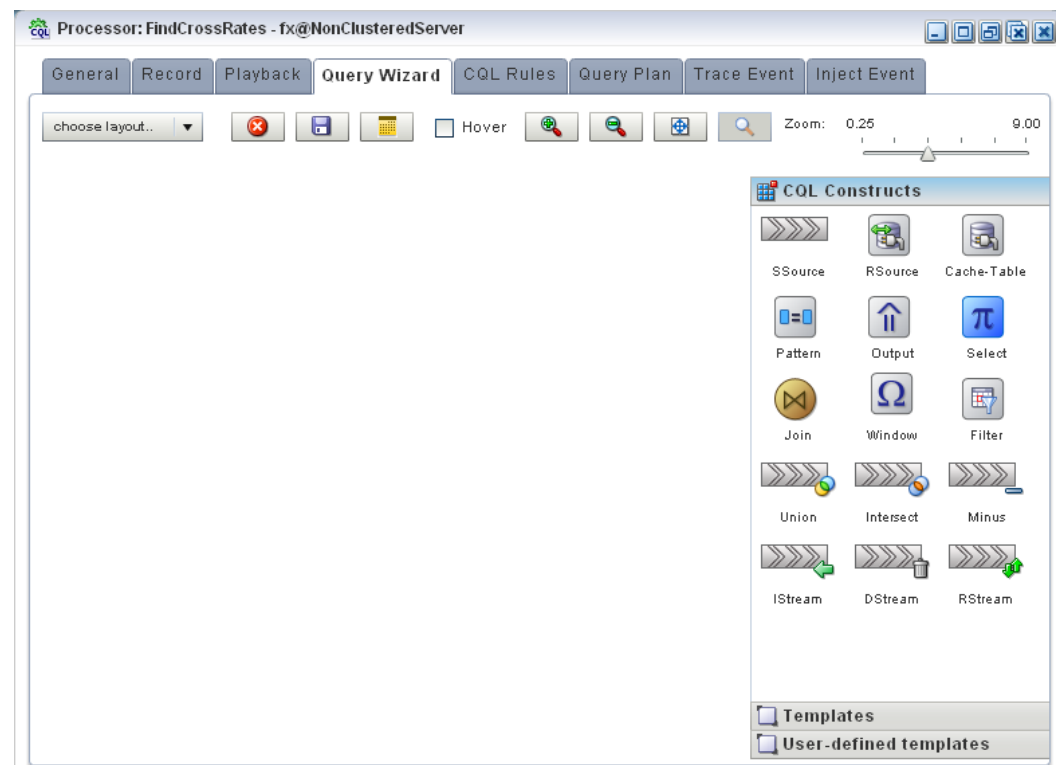 CQL Processor: FindCrossRates - fx@NonClusteredServer
General Record Playback Query Wizard CQL Rules Query Plan Trace Event Inject Event
choose layout.. Hover Zoom: 0.25 9.00
CQL Constructs
SSource RSource Cache-Table
Pattern Output π Select
Join Ω Window Filter
Union Intersect Minus
IStream DStream RStream
Templates
User-defined templates